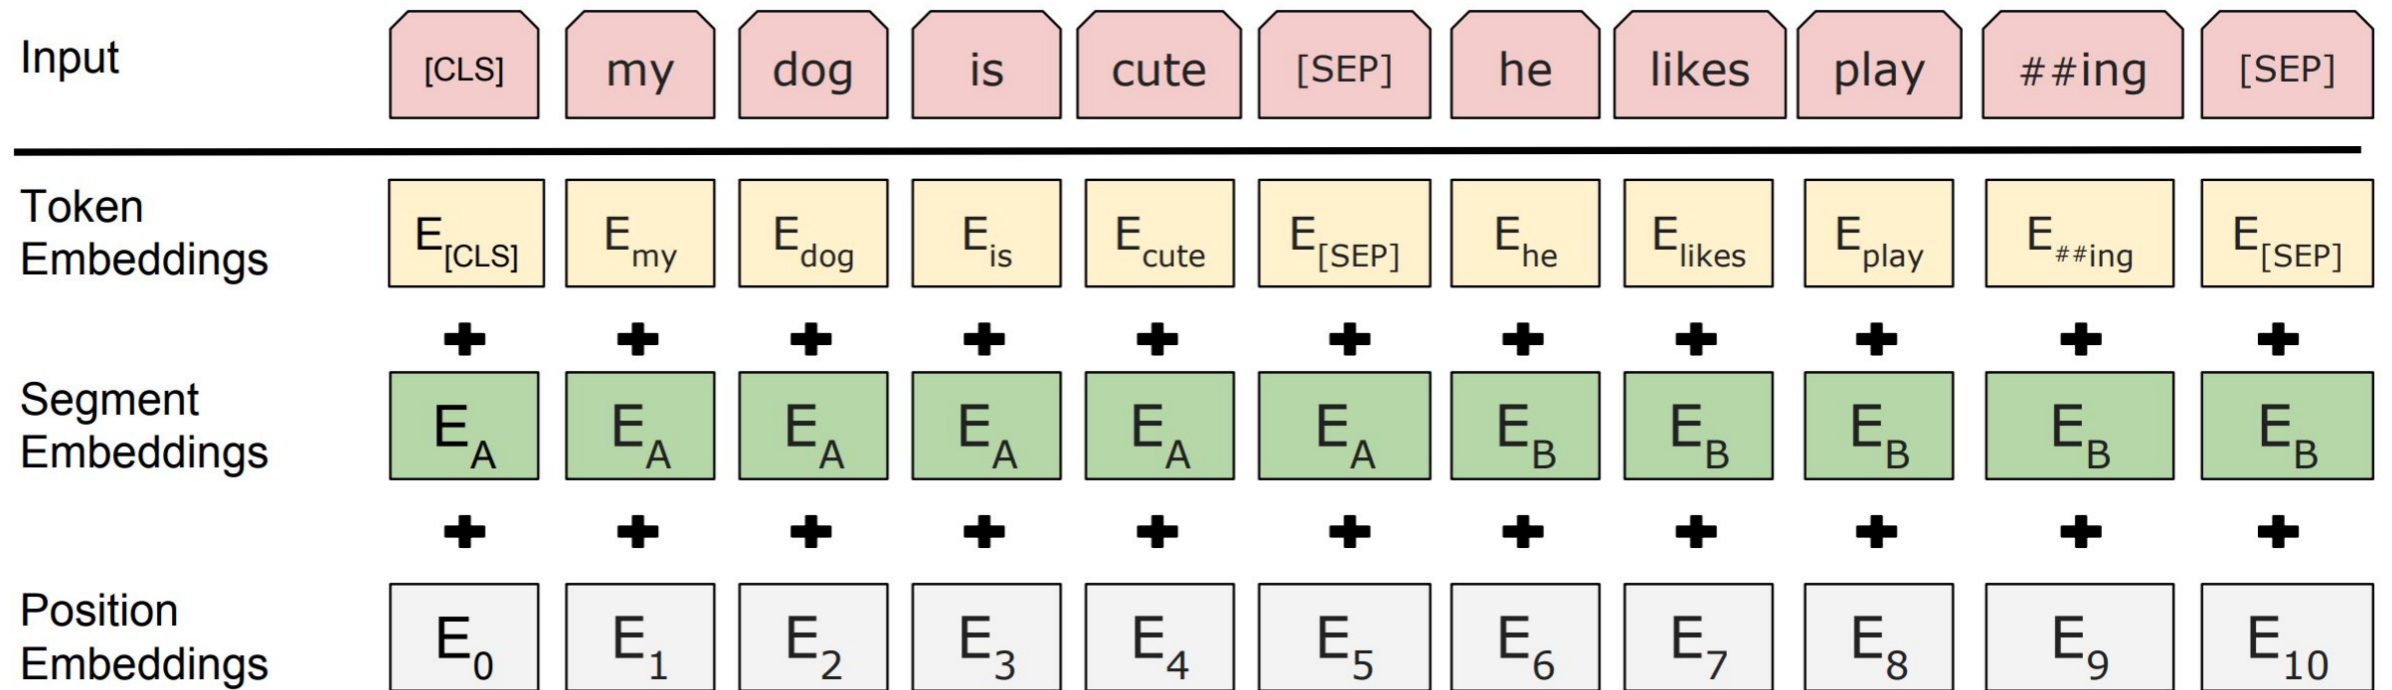 Input [CLS] my dog is cute [SEP] he likes play ##ing [SEP]
Token
Embeddings
E[CLS] Emy Edog Eis Ecute E[SEP] Ehe Elikes Eplay E##ing E[SEP]
+ + + + + + + + + + +
Segment
Embeddings
EA EA EA EA EA EA EB EB EB EB EB
+ + + + + + + + + + +
Position
Embeddings
E0 E1 E2 E3 E4 E5 E6 E7 E8 E9 E10